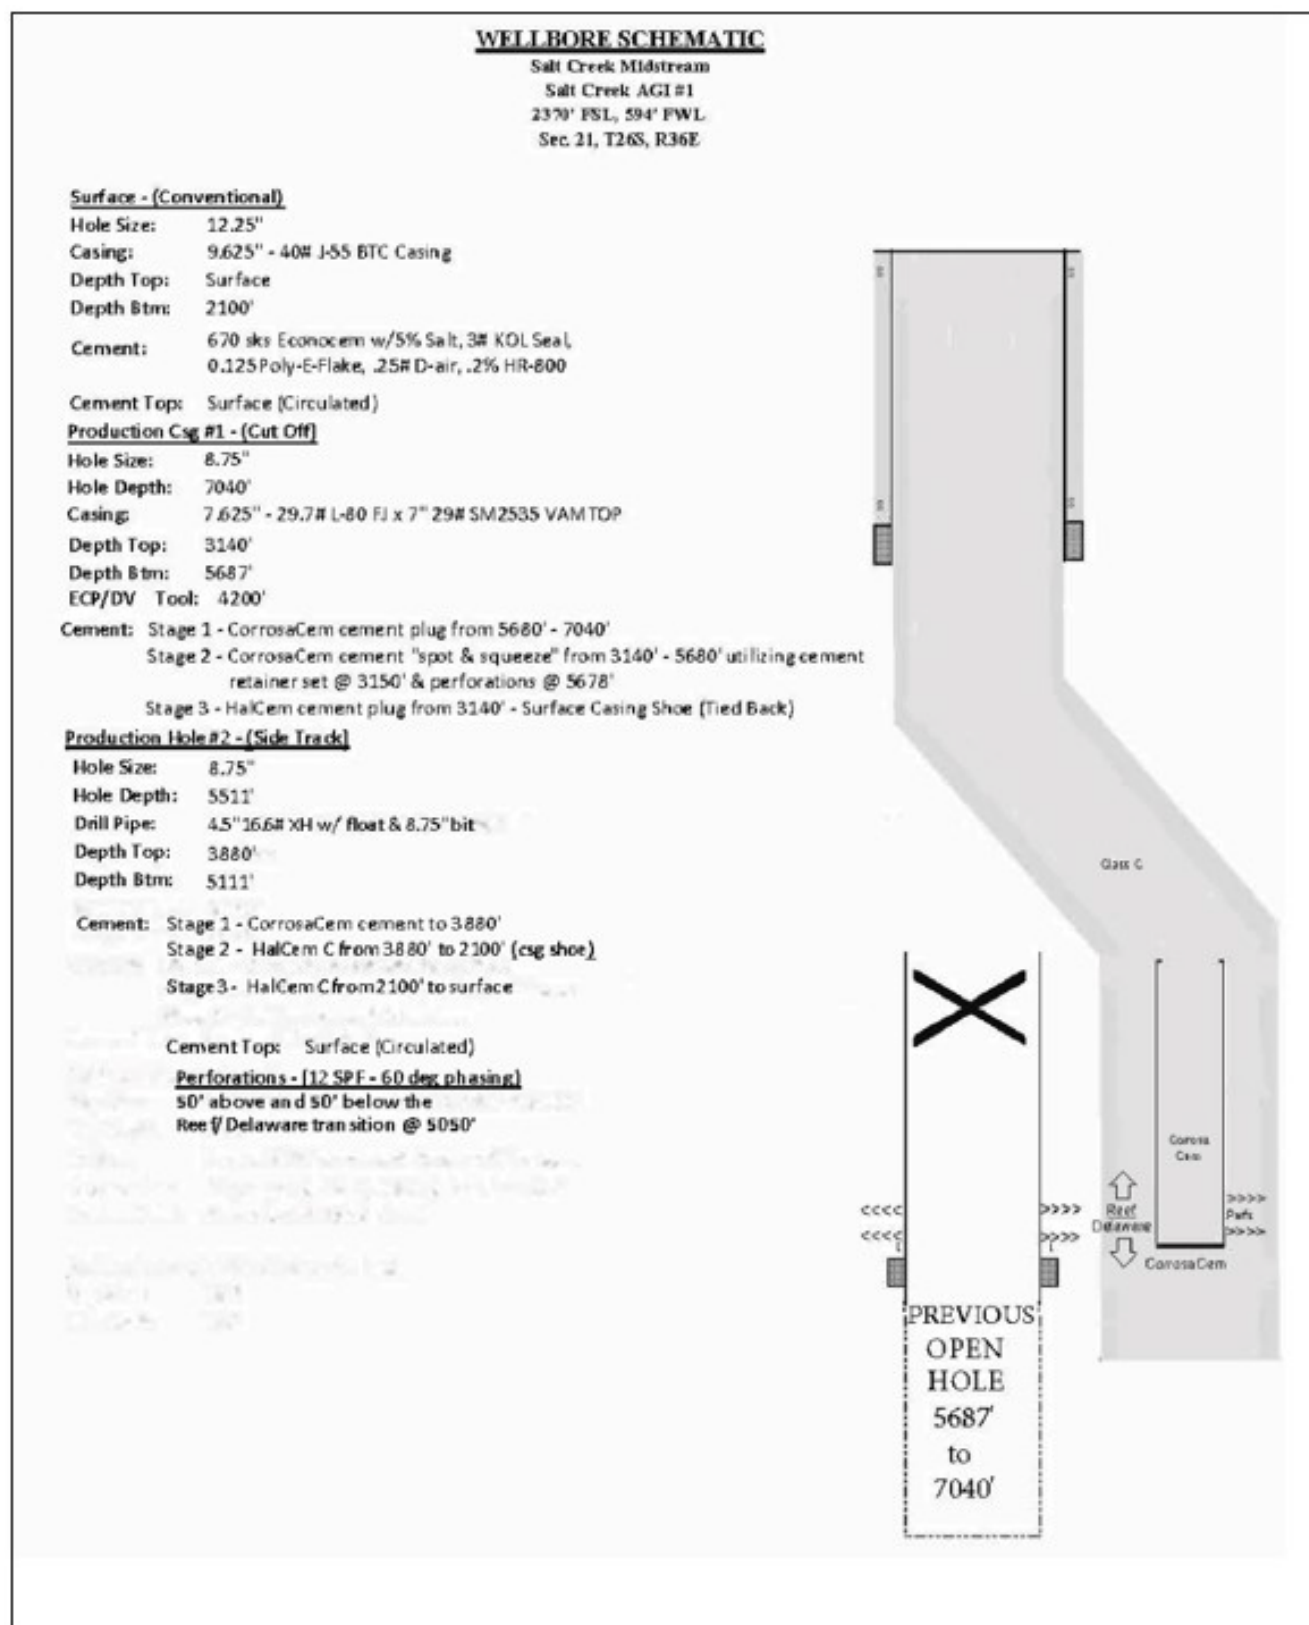 WELLBORE SCHEMATIC
Salt Creek Midstream
Salt Creek AGI #1
2370' FSL, 594' FWL
Sec. 21, T26S, R36E
Surface - (Conventional)
Hole Size: 12.25"
Casing: 9.625" - 40# J-55 BTC Casing
Depth Top: Surface
Depth Btm: 2100'
Cement: 670 sks Econocem w/5% Salt, 3# KOL Seal,
0.125 Poly-E-Flake, .25# D-air, .2% HR-800
Cement Top: Surface (Circulated)
Production Csg #1 - (Cut Off)
Hole Size: 8.75"
Hole Depth: 7040'
Casing: 7.625" - 29.7# L-80 FJ x 7" 29# SM2535 VAM TOP
Depth Top: 3140'
Depth Btm: 5687'
ECP/DV Tool: 4200'
Cement: Stage 1 - CorrosaCem cement plug from 5680' - 7040'
Stage 2 - CorrosaCem cement "spot & squeeze" from 3140' - 5680' utilizing cement
retainer set @ 3150' & perforations @ 5678'
Stage 3 - HalCem cement plug from 3140' - Surface Casing Shoe (Tied Back)
Production Hole #2 - (Side Track)
Hole Size: 8.75"
Hole Depth: 5511'
Drill Pipe: 4.5" 16.6# XH w/ float & 8.75" bit
Depth Top: 3880'
Depth Btm: 5111'
Cement: Stage 1 - CorrosaCem cement to 3880'
Stage 2 - HalCem C from 3880' to 2100' (csg shoe)
Stage 3 - HalCem C from 2100' to surface
Cement Top: Surface (Circulated)
Perforations - (12 SPF - 60 deg phasing)
50' above and 50' below the
Reef/ Delaware transition @ 5050'
Class C
Corrosa
Cem
Reef
Delaware
Perfs
CorrosaCem
PREVIOUS
OPEN
HOLE
5687'
to
7040'